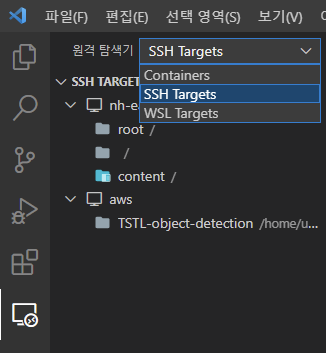 파일(F) 편집(E) 선택 영역(S) 보기(V)
원격 탐색기 SSH Targets
Containers
SSH TARGET
SSH Targets
nh-e
WSL Targets
root /
/
content /
aws
TSTL-object-detection /home/u...